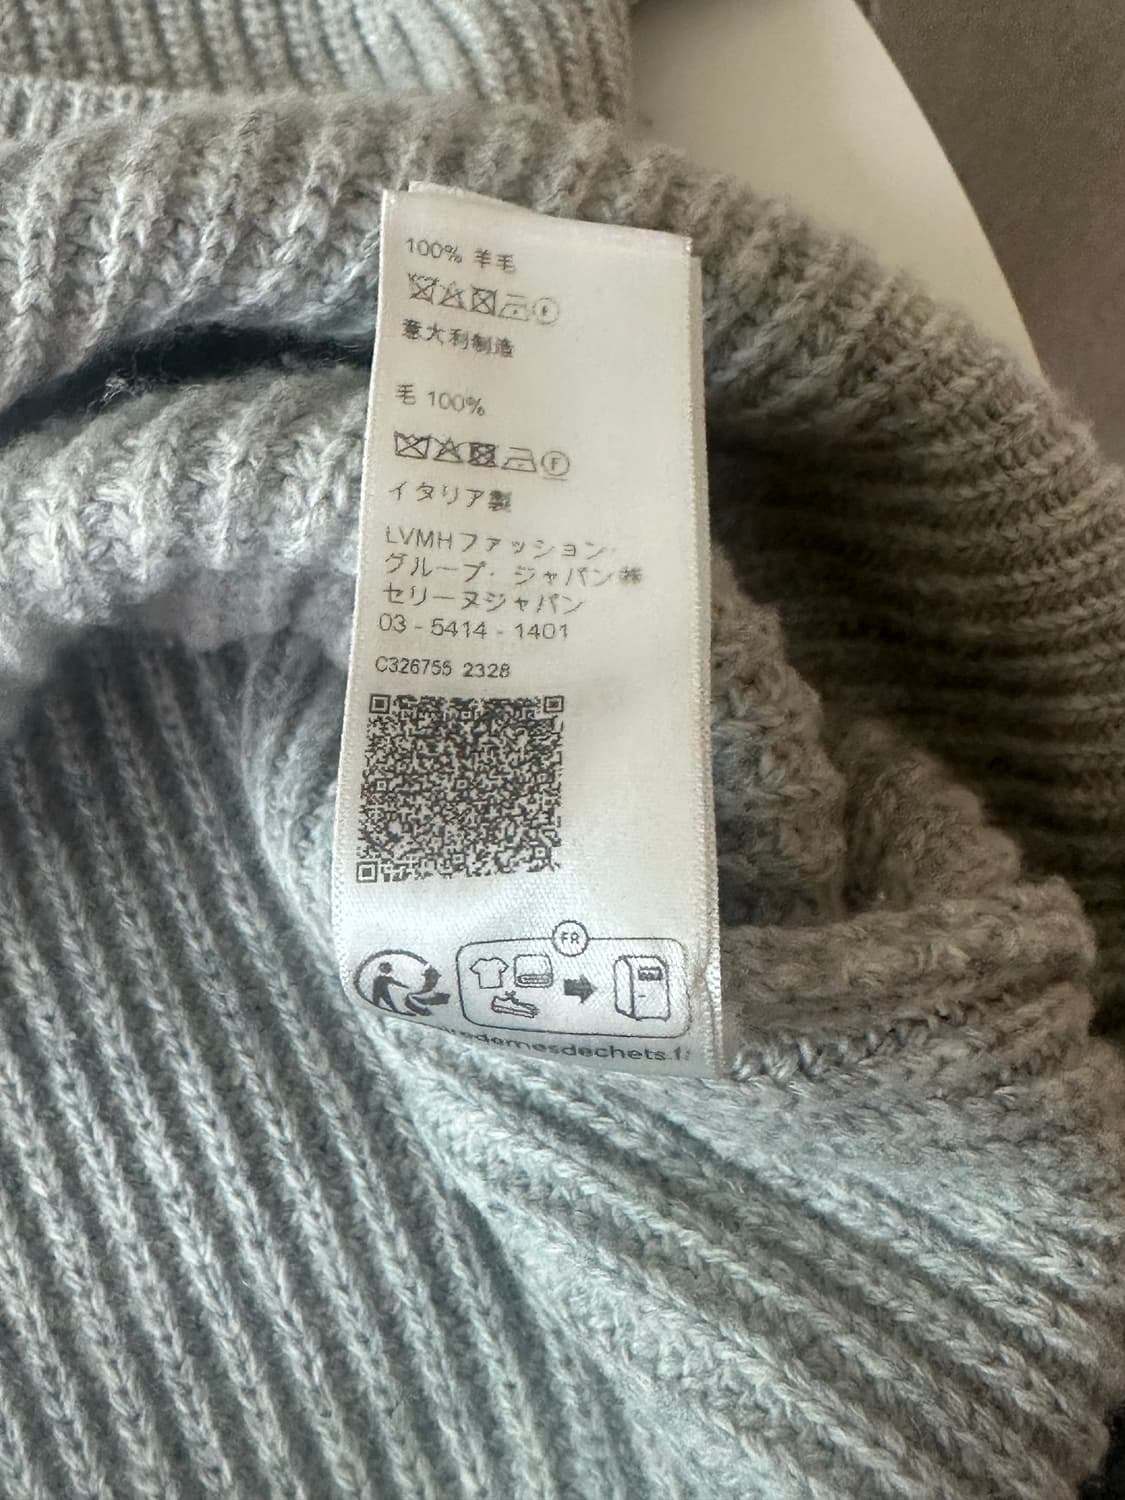 100% 羊毛
意大利制造
毛 100%
F
イタリア製
LVMHファッション・
グループ・ジャパン㈱
セリーヌジャパン
03 - 5414 - 1401
C326755 2328
FR